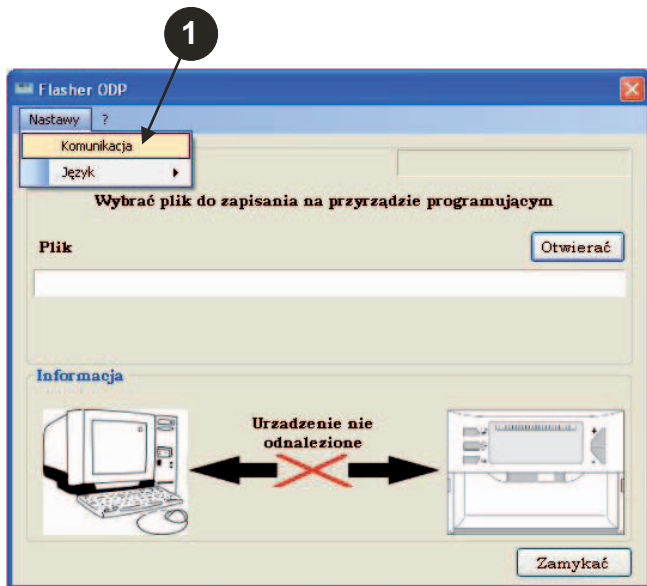 1
Flasher ODP
Nastawy ?
Komunikacja
Język
Wybrać plik do zapisania na przyrządzie programującym
Plik
Otwierać
Informacja
Urzadzenie nie
odnalezione
Zamykać